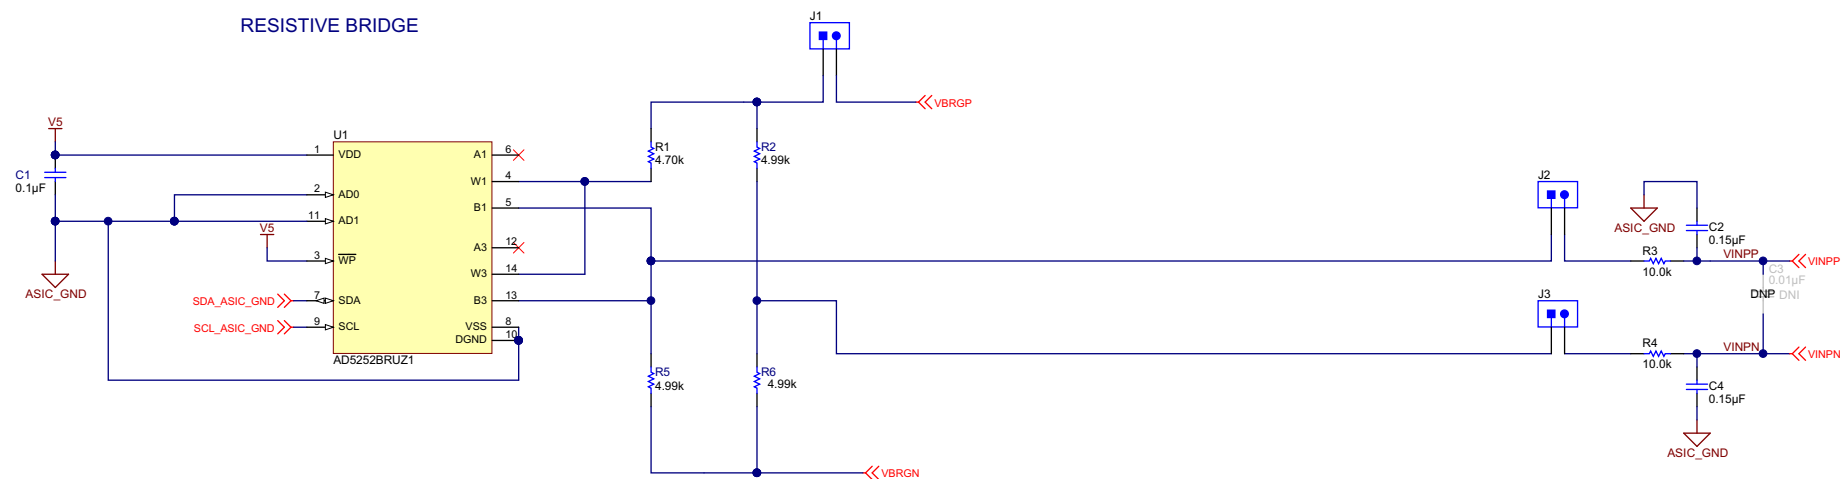 RESISTIVE BRIDGE
J1
VBRGP
V5
C1
0.1µF
ASIC_GND
U1
1 VDD
2 AD0
11 AD1
V5
3 WP
SDA_ASIC_GND 7 SDA
SCL_ASIC_GND 9 SCL
A1 6
W1 4
B1 5
A3 12
W3 14
B3 13
VSS 8
DGND 10
AD5252BRUZ1
R1
4.70k
R2
4.99k
R5
4.99k
R6
4.99k
VBRGN
J2
J3
ASIC_GND
C2
0.15µF
R3
10.0k
VINPP
VINPP
C3
0.01µF
DNP
DNI
R4
10.0k
VINPN
VINPN
C4
0.15µF
ASIC_GND